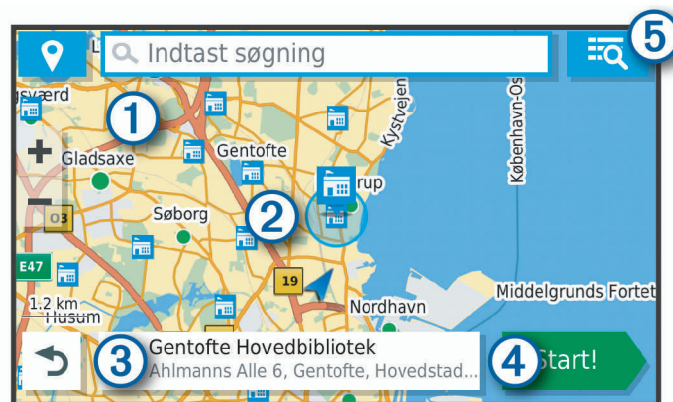 5
Indtast søgning
1
Kystvejen
København-Os
Gladsaxe
Gentofte
rup
Søborg
2
O3
E47
19
1.2 km
Middelgrunds Fortet
Husum
Nordhavn
3
Gentofte Hovedbibliotek
Ahlmanns Alle 6, Gentofte, Hovedstad...
4
Start!